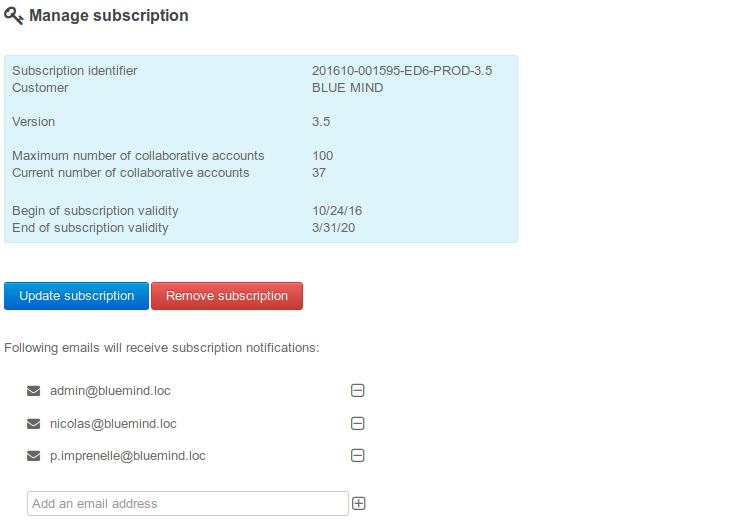 Manage subscription
Subscription identifier 201610-001595-ED6-PROD-3.5
Customer BLUE MIND
Version 3.5
Maximum number of collaborative accounts 100
Current number of collaborative accounts 37
Begin of subscription validity 10/24/16
End of subscription validity 3/31/20
Update subscription Remove subscription
Following emails will receive subscription notifications:
admin@bluemind.loc
nicolas@bluemind.loc
p.imprenelle@bluemind.loc
Add an email address